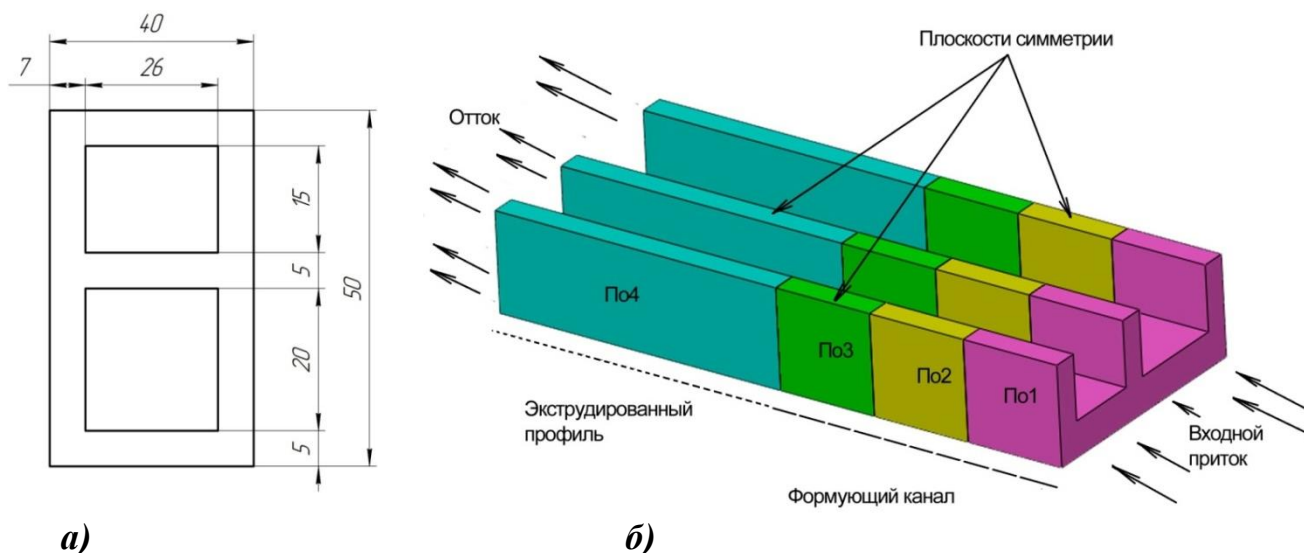 40
7
26
15
5
50
20
5
а)
Плоскости симметрии
Отток
По4
По3
По2
По1
Экструдированный
профиль
Входной
приток
Формующий канал
б)